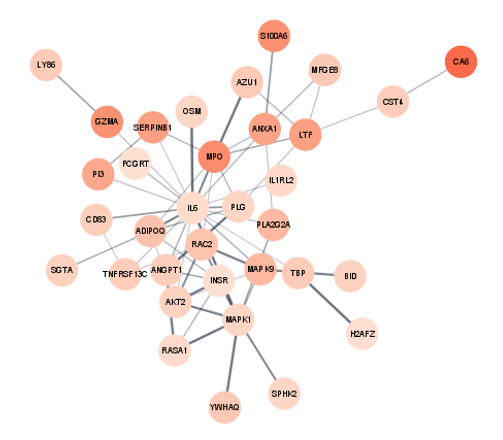 S100A6
LY86
CA6
MFGE8
AZU1
CST4
OSM
GZMA
SERPINB1
ANXA1
LTF
MPO
FCGRT
PI3
IL1RL2
IL6
PLG
CD83
PLA2G2A
ADIPOQ
RAC2
SGTA
TNFRSF13C
ANGPT1
MAPK9
TBP
BID
INSR
AKT2
MAPK1
H2AFZ
RASA1
SPHK2
YWHAQ